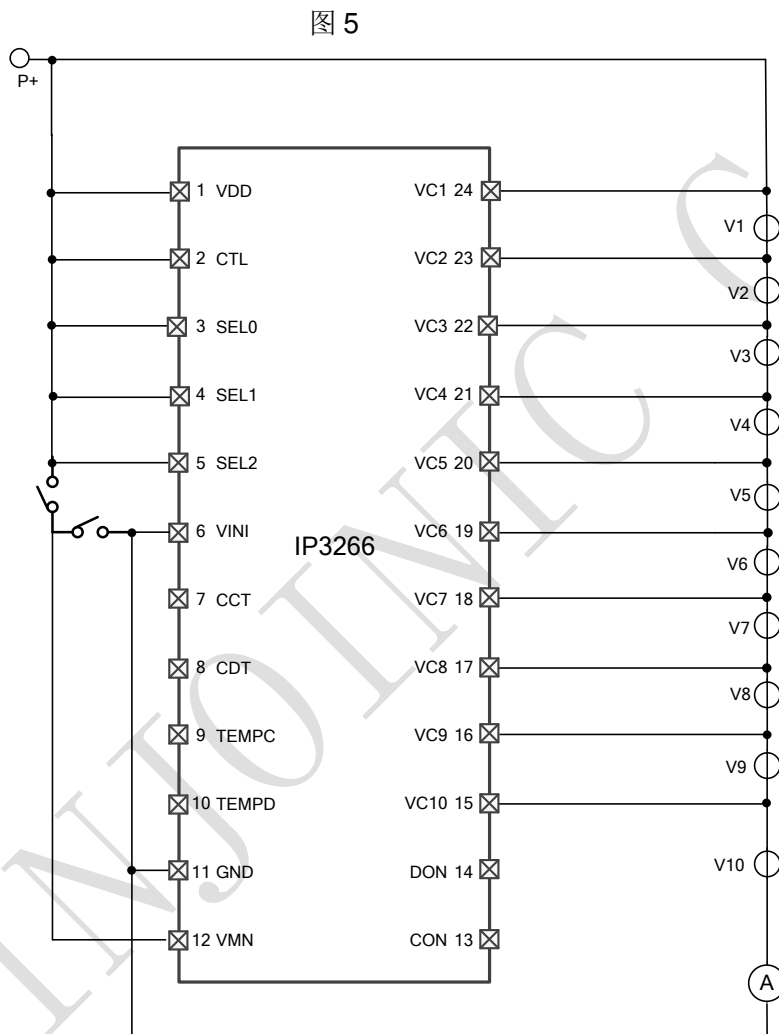 图 5
P+
1 VDD
2 CTL
3 SEL0
4 SEL1
5 SEL2
6 VINI
7 CCT
8 CDT
9 TEMPC
10 TEMPD
11 GND
12 VMN
IP3266
VC1 24
VC2 23
VC3 22
VC4 21
VC5 20
VC6 19
VC7 18
VC8 17
VC9 16
VC10 15
DON 14
CON 13
V1
V2
V3
V4
V5
V6
V7
V8
V9
V10
A
INJOINIC C